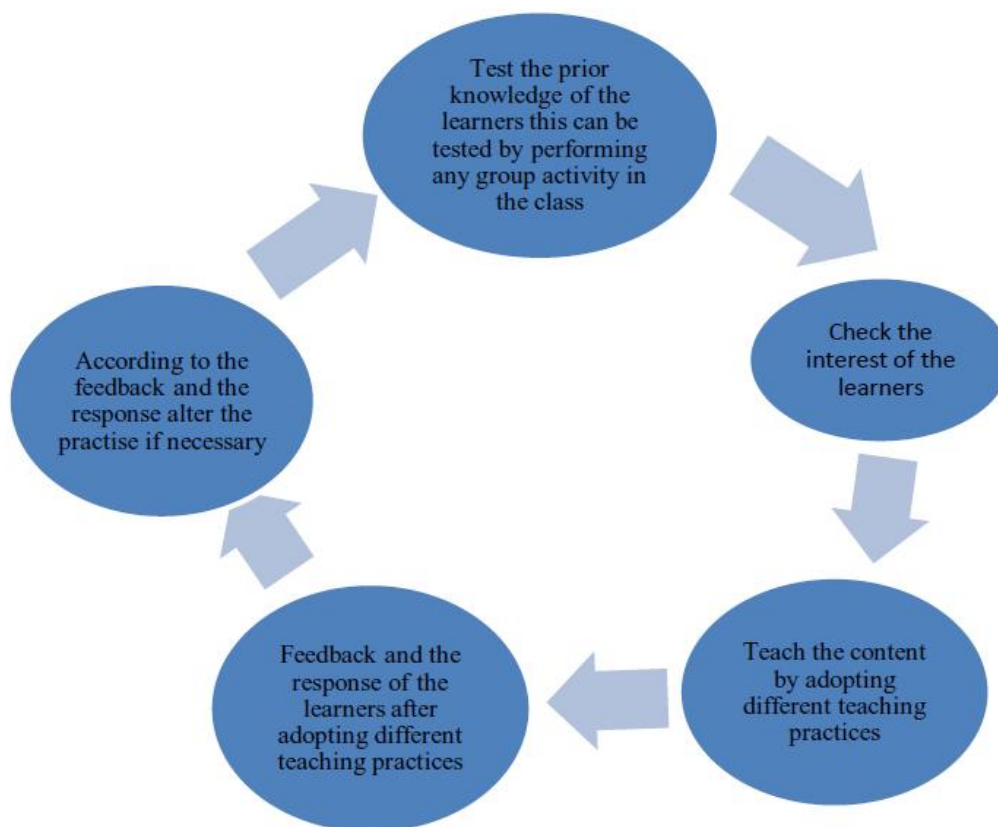 Test the prior
knowledge of the
learners this can be
tested by performing
any group activity in
the class
Check the
interest of the
learners
Teach the content
by adopting
different teaching
practices
Feedback and the
response of the
learners after
adopting different
teaching practices
According to the
feedback and the
response alter the
practise if necessary